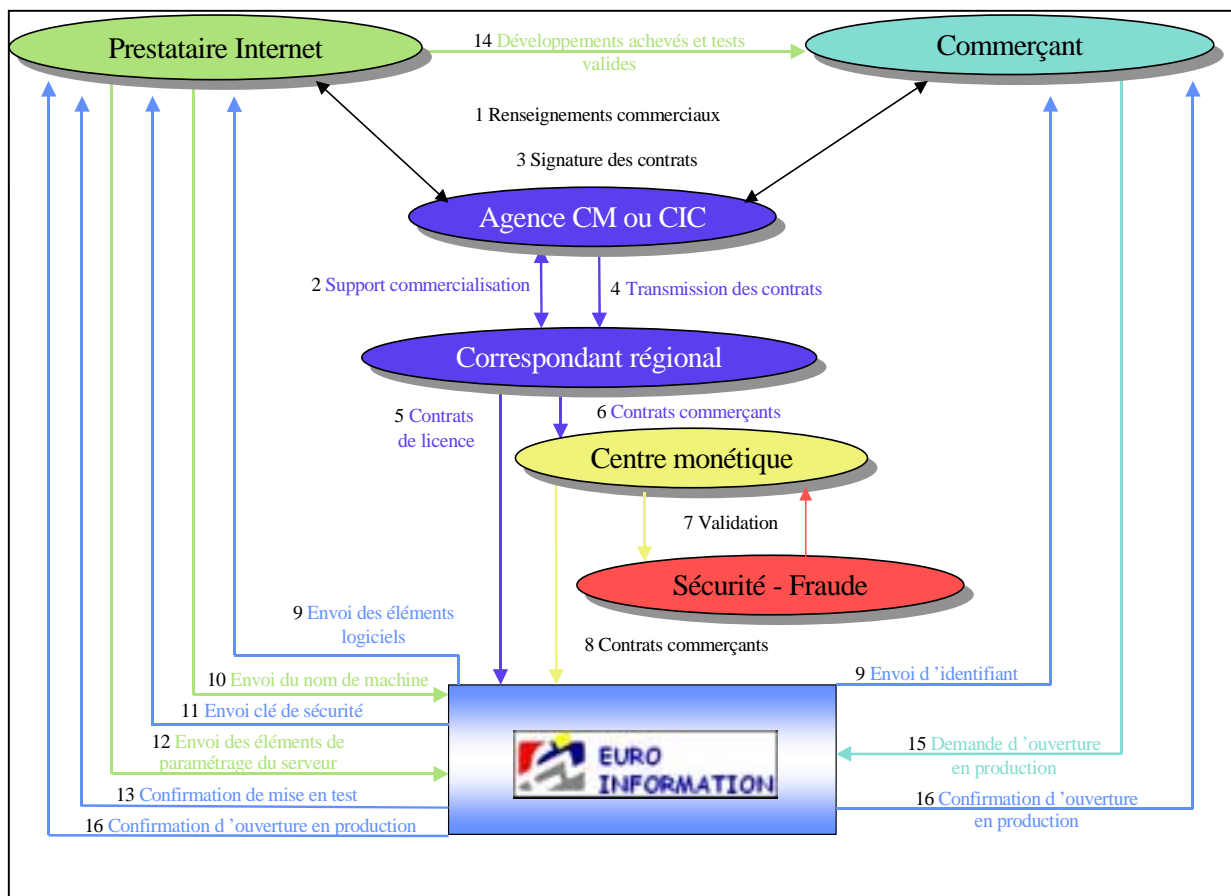 Prestataire Internet
14 Développements achevés et tests
valides
Commerçant
1 Renseignements commerciaux
3 Signature des contrats
Agence CM ou CIC
2 Support commercialisation
4 Transmission des contrats
Correspondant régional
5 Contrats
de licence
6 Contrats commerçants
Centre monétique
7 Validation
Sécurité - Fraude
9 Envoi des éléments
logiciels
8 Contrats commerçants
10 Envoi du nom de machine
9 Envoi d ’identifiant
11 Envoi clé de sécurité
12 Envoi des éléments de
paramétrage du serveur
EURO
INFORMATION
15 Demande d ’ouverture
en production
13 Confirmation de mise en test
16 Confirmation d ’ouverture en production
16 Confirmation d ’ouverture
en production